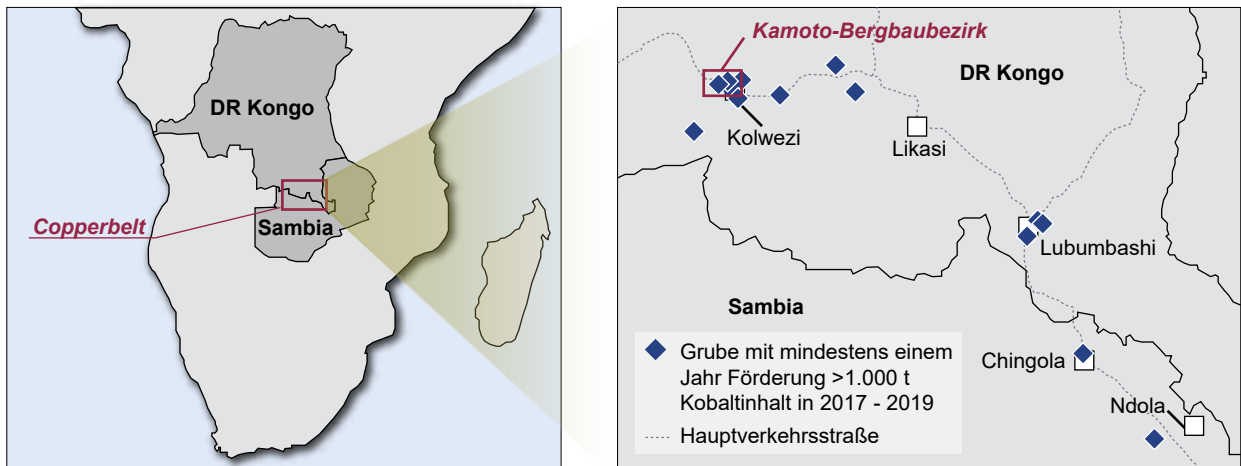 DR Kongo
Copperbelt
Sambia
Kamoto-Bergbaubezirk
DR Kongo
Kolwezi
Likasi
Lubumbashi
Sambia
Grube mit mindestens einem
Jahr Förderung >1.000 t
Kobaltinhalt in 2017 - 2019
Hauptverkehrsstraße
Chingola
Ndola